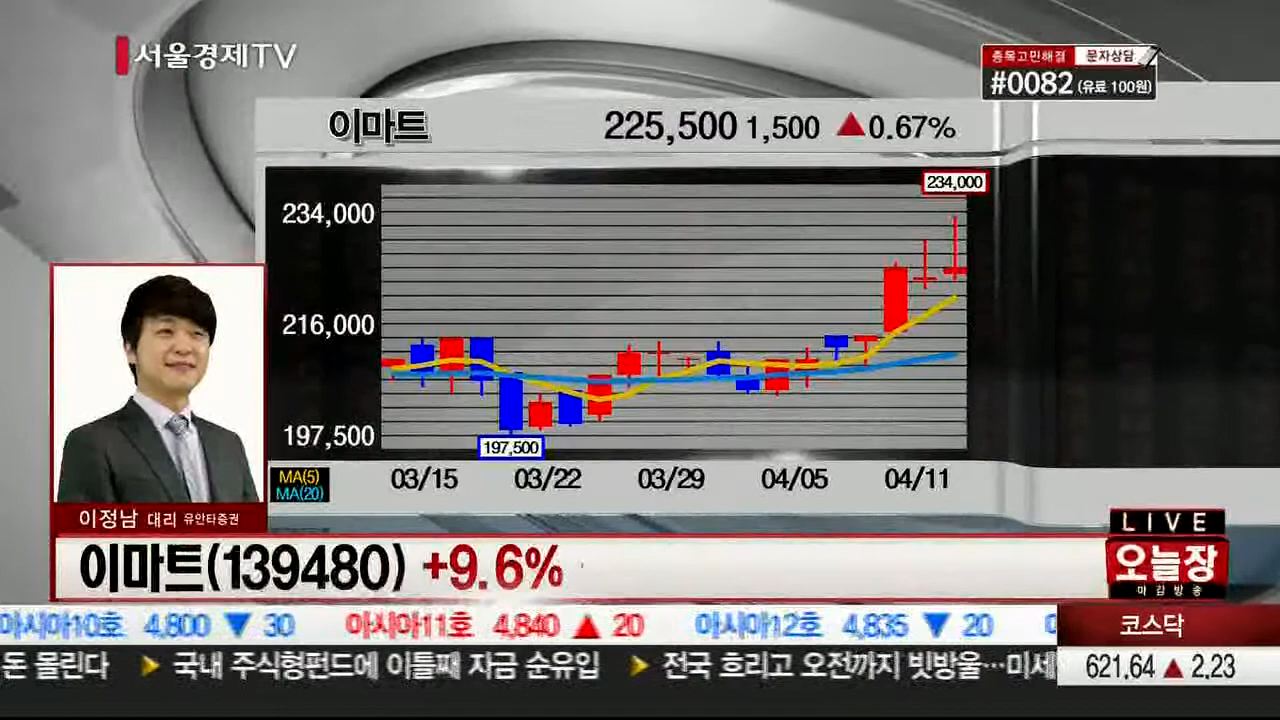 서울경제TV
종목고민해결 문자상담
#0082 (유료 100원)
이마트 225,500 1,500 ▲0.67%
234,000
234,000
216,000
197,500
197,500
MA(5)
MA(20)
03/15 03/22 03/29 04/05 04/11
이정남 대리 유안타증권
이마트(139480) +9.6%
LIVE
오늘장
마감방송
아시아10호 4,800 ▼ 30 아시아11호 4,840 ▲ 20 아시아12호 4,835 ▼ 20
코스닥
621.64 ▲ 2.23
돈 몰린다 ▶ 국내 주식형펀드에 이틀째 자금 순유입 ▶ 전국 흐리고 오전까지 빗방울…미세